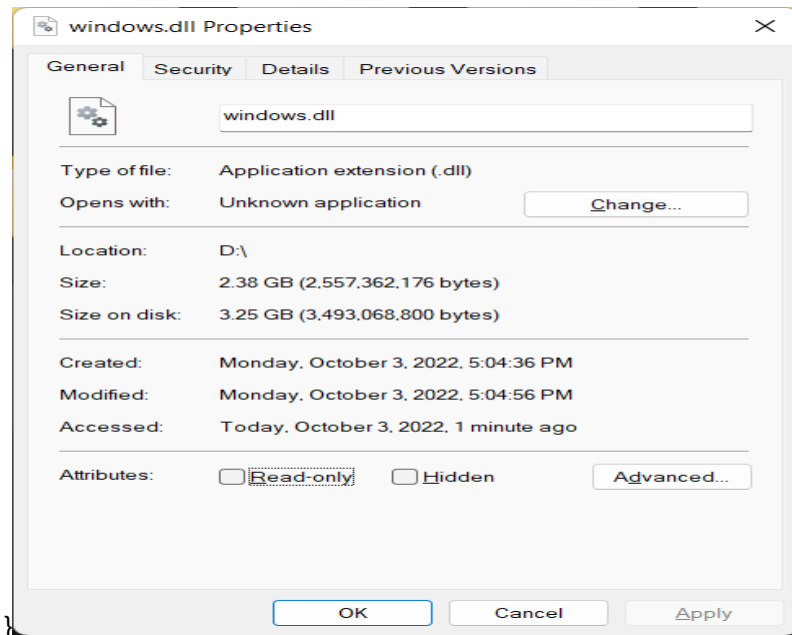 windows.dll Properties
General Security Details Previous Versions
windows.dll
Type of file: Application extension (.dll)
Opens with: Unknown application Change...
Location: D:\
Size: 2.38 GB (2,557,362,176 bytes)
Size on disk: 3.25 GB (3,493,068,800 bytes)
Created: Monday, October 3, 2022, 5:04:36 PM
Modified: Monday, October 3, 2022, 5:04:56 PM
Accessed: Today, October 3, 2022, 1 minute ago
Attributes: Read-only Hidden Advanced...
OK Cancel Apply
}